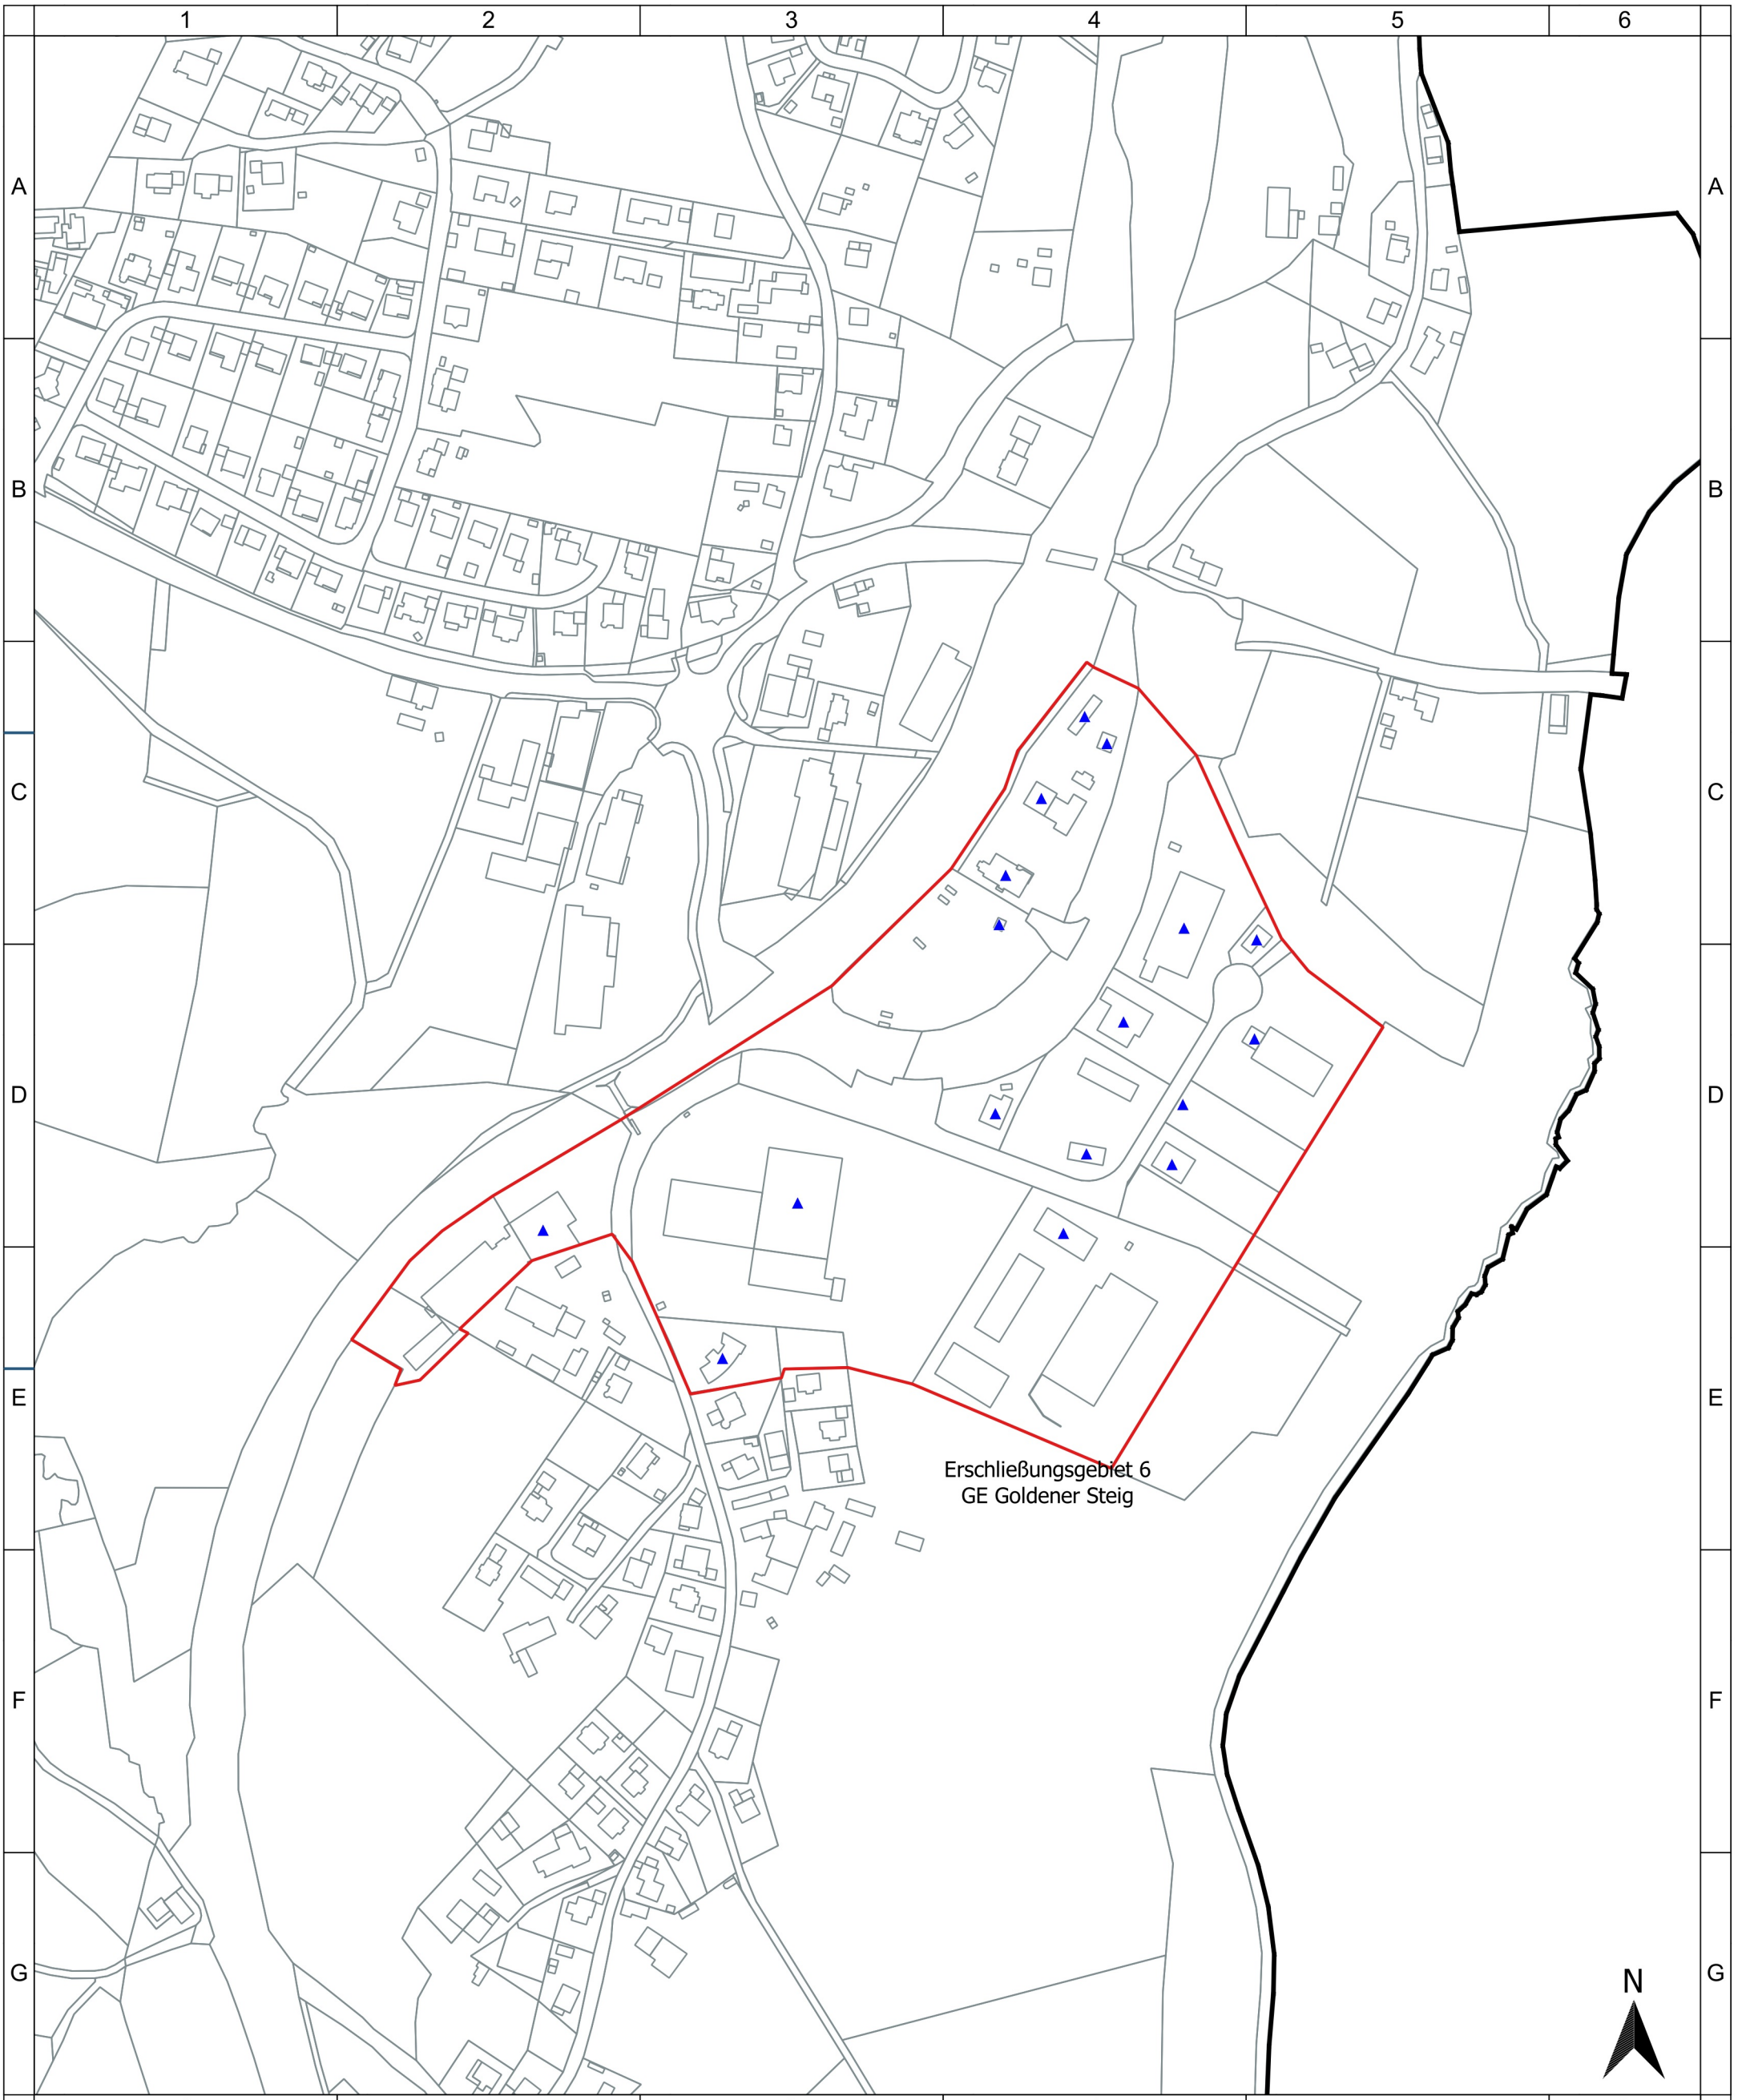 1 2 3 4 5 6
A A
B B
C C
D D
E E
Erschließungsgebiet 6
GE Goldener Steig
F F
G G
N